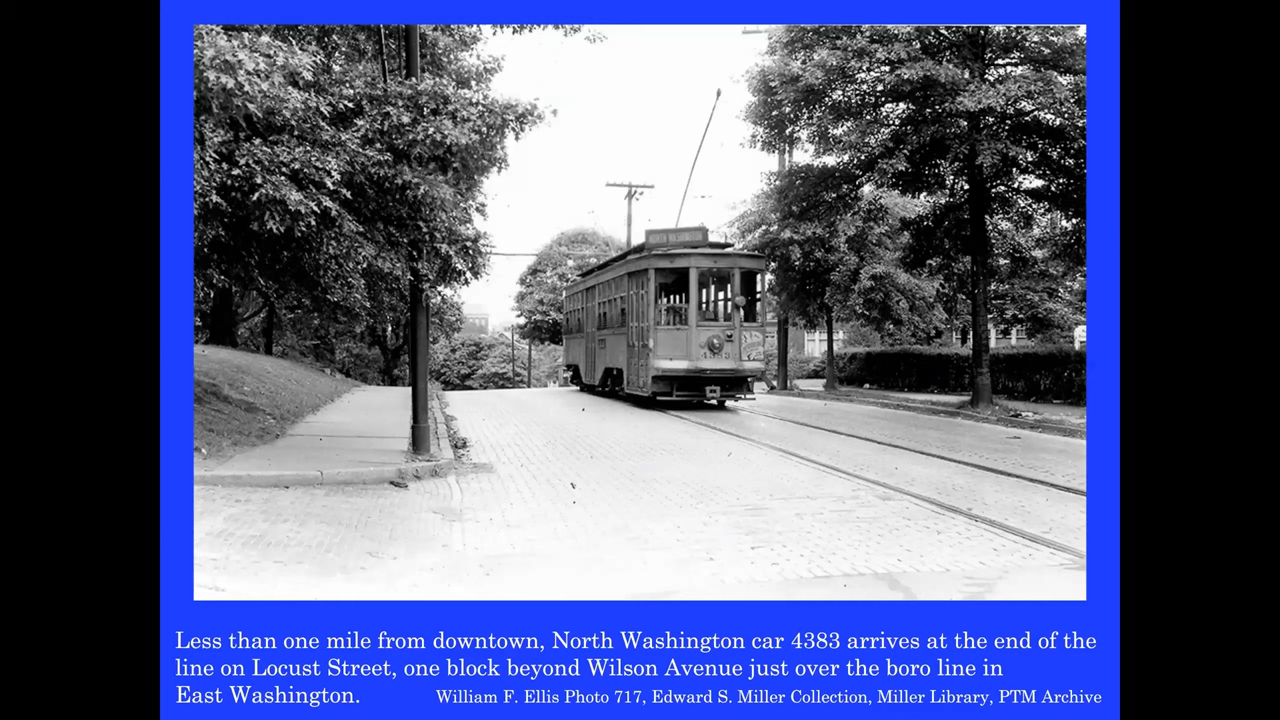 4383
Less than one mile from downtown, North Washington car 4383 arrives at the end of the
line on Locust Street, one block beyond Wilson Avenue just over the boro line in
East Washington. William F. Ellis Photo 717, Edward S. Miller Collection, Miller Library, PTM Archive